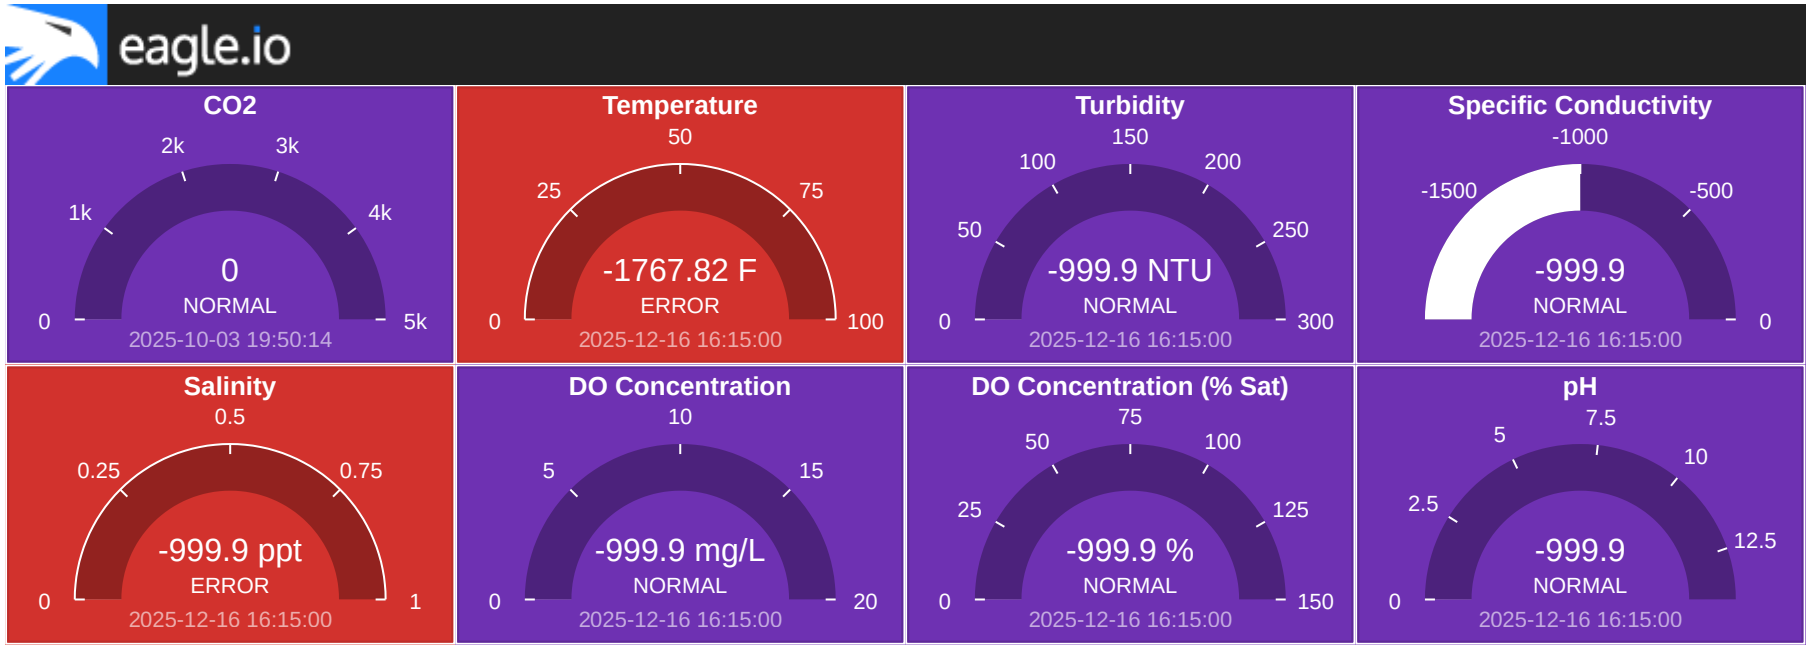 eagle.io
CO2
2k
3k
1k
4k
0
NORMAL
0
5k
2025-10-03 19:50:14
Temperature
50
25
75
-1767.82 F
ERROR
0
100
2025-12-16 16:15:00
Turbidity
150
100
200
50
250
-999.9 NTU
NORMAL
0
300
2025-12-16 16:15:00
Specific Conductivity
-1000
-1500
-500
-999.9
NORMAL
0
2025-12-16 16:15:00
Salinity
0.5
0.25
0.75
-999.9 ppt
ERROR
0
1
2025-12-16 16:15:00
DO Concentration
10
5
15
-999.9 mg/L
NORMAL
0
20
2025-12-16 16:15:00
DO Concentration (% Sat)
75
50
100
25
125
-999.9 %
NORMAL
0
150
2025-12-16 16:15:00
pH
7.5
5
10
2.5
12.5
-999.9
NORMAL
0
2025-12-16 16:15:00